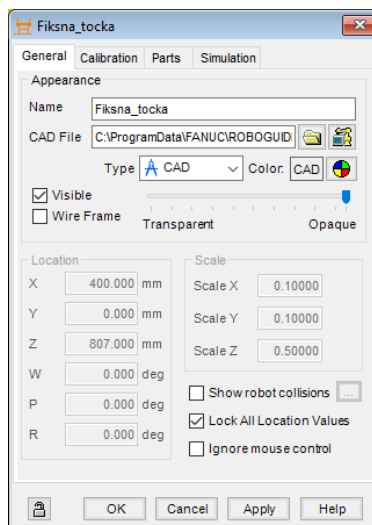 Fiksna_tocka
General Calibration Parts Simulation
Appearance
Name Fiksna_tocka
CAD File C:\ProgramData\FANUC\ROBOGUID
Type CAD Color: CAD
Visible
Wire Frame
Transparent Opaque
Location
X 400.000 mm
Y 0.000 mm
Z 807.000 mm
W 0.000 deg
P 0.000 deg
R 0.000 deg
Scale
Scale X 0.10000
Scale Y 0.10000
Scale Z 0.50000
Show robot collisions ...
Lock All Location Values
Ignore mouse control
OK Cancel Apply Help